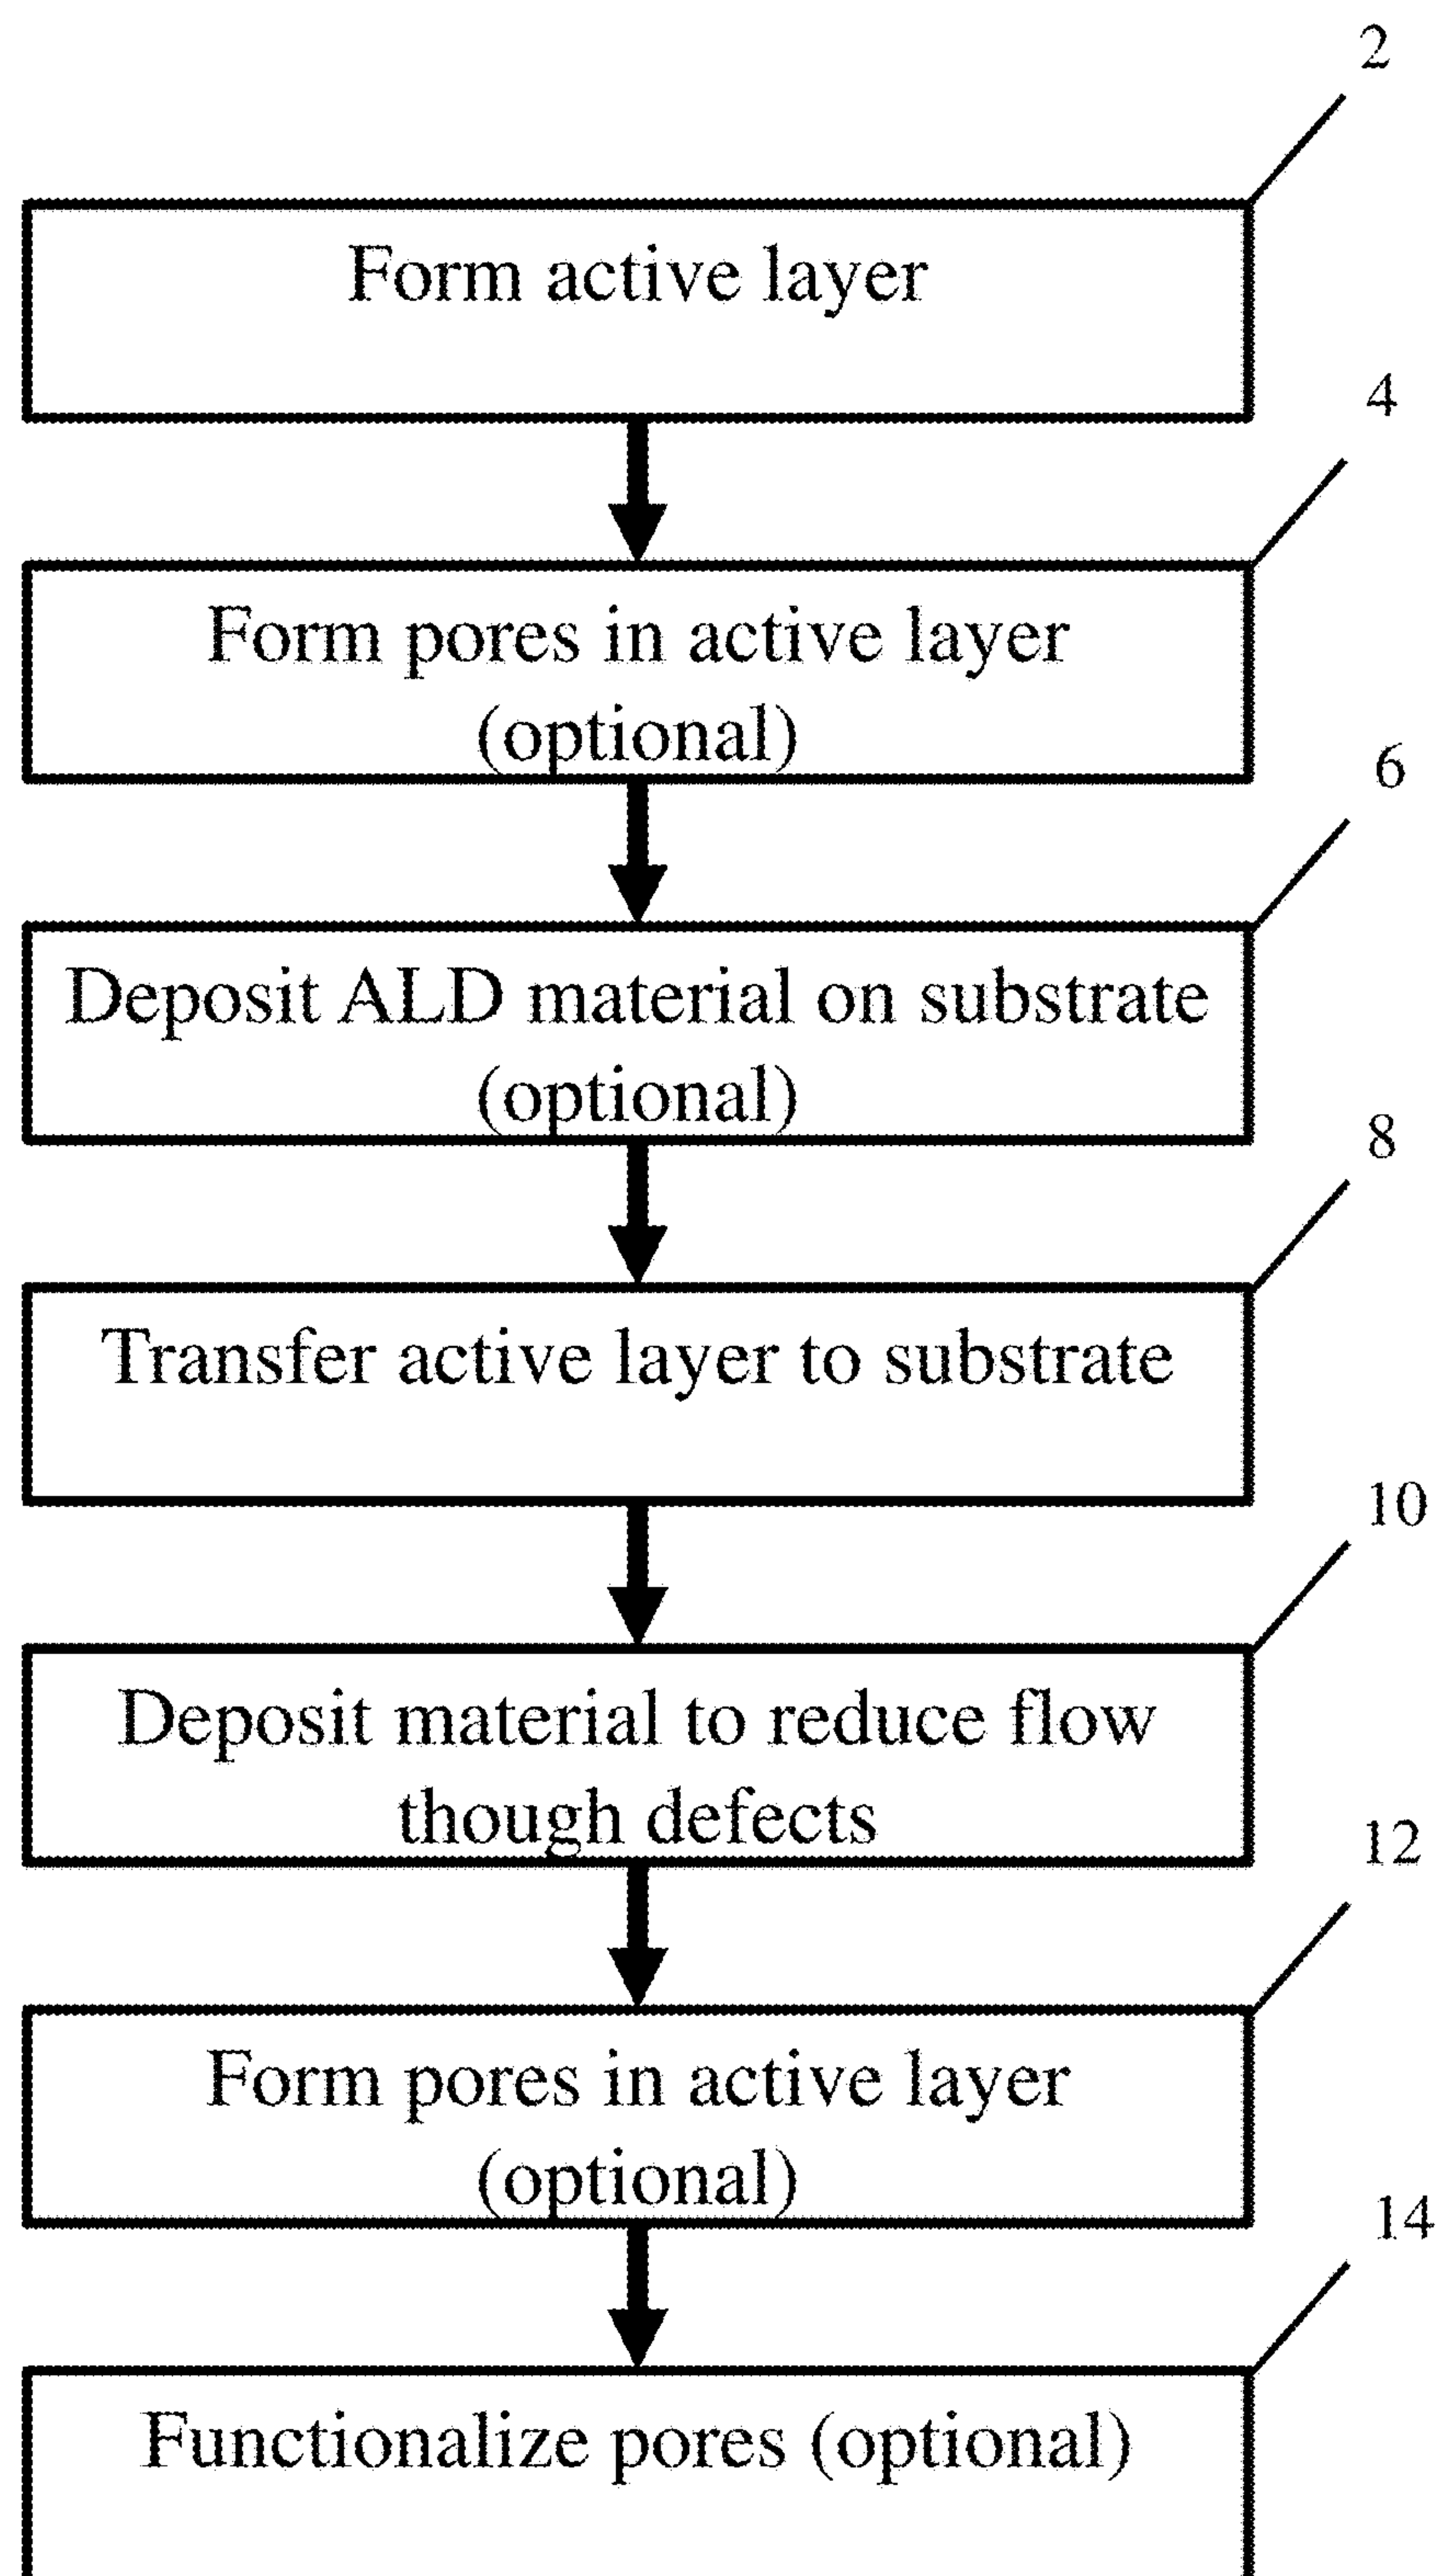 2
Form active layer
4
Form pores in active layer
(optional)
6
Deposit ALD material on substrate
(optional)
8
Transfer active layer to substrate
10
Deposit material to reduce flow
though defects
12
Form pores in active layer
(optional)
14
Functionalize pores (optional)